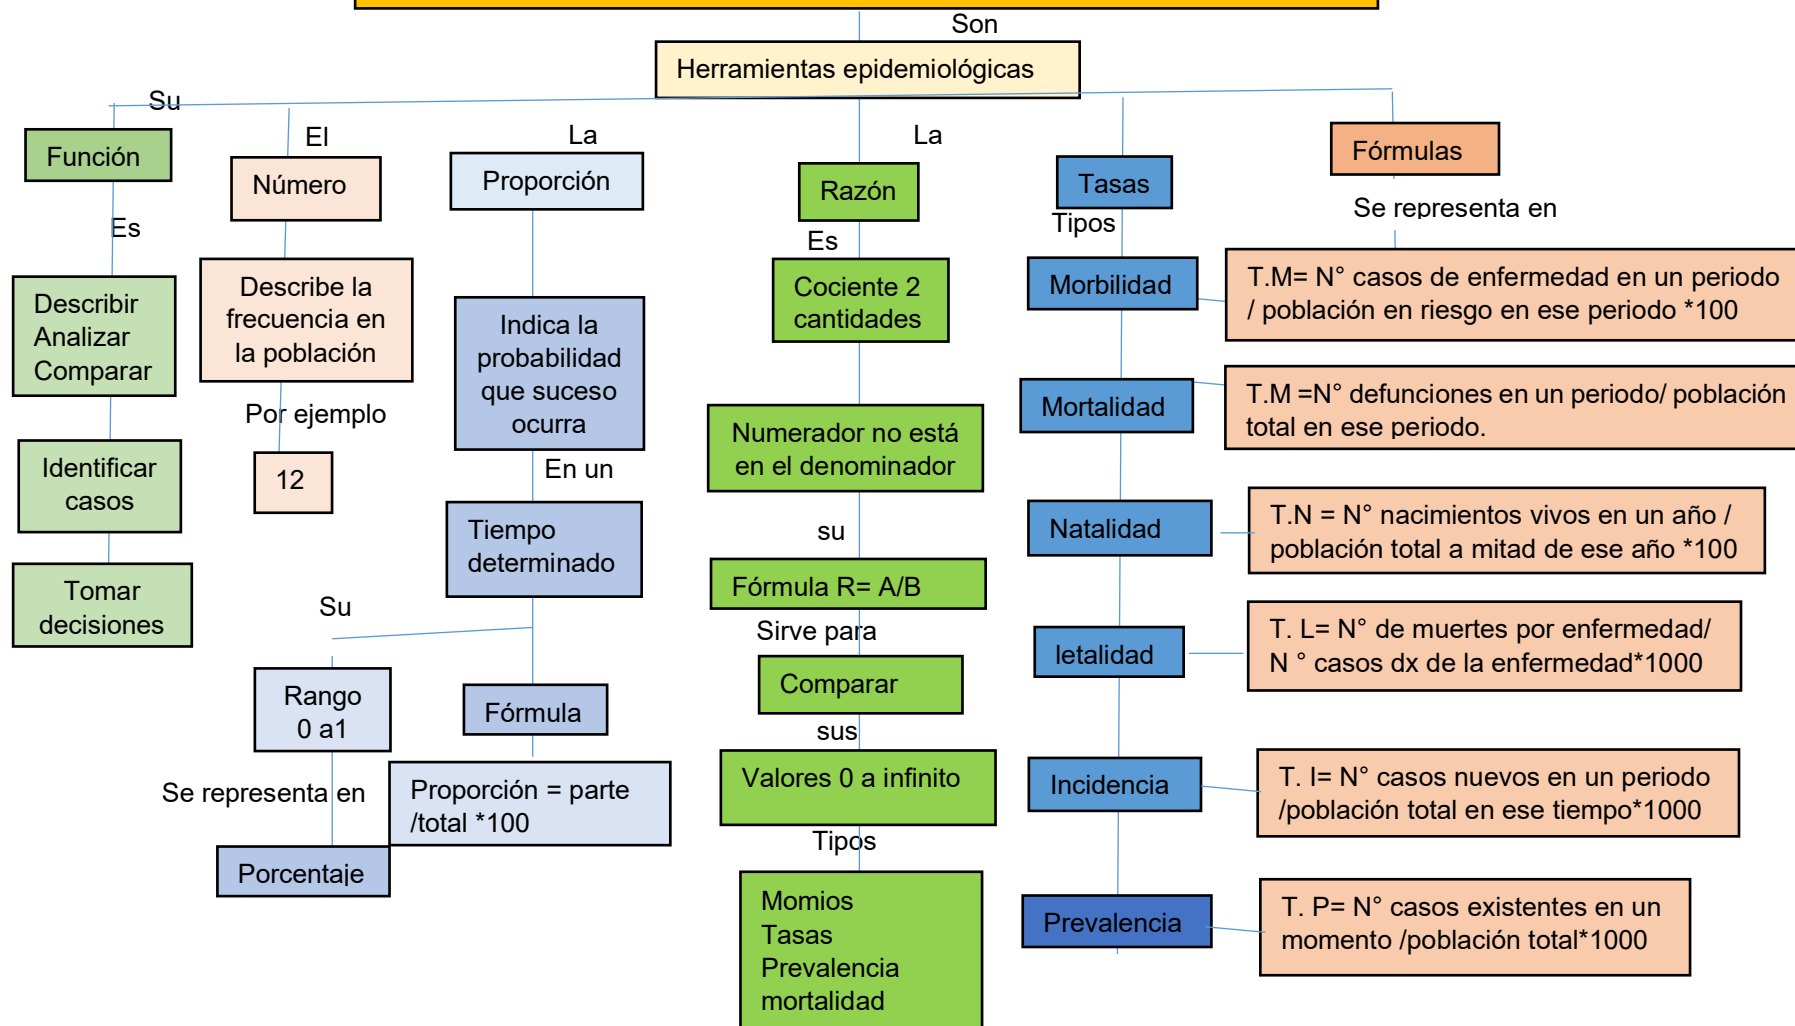 Son
Herramientas epidemiológicas
Su
Función
Es
Describir
Analizar
Comparar
Identificar
casos
Tomar
decisiones
El
Número
Describe la
frecuencia en
la población
Por ejemplo
12
La
Proporción
Indica la
probabilidad
que suceso
ocurra
En un
Tiempo
determinado
Su
Rango
0 a1
Se representa en
Porcentaje
Fórmula
Proporción = parte
/total *100
La
Razón
Es
Cociente 2
cantidades
Numerador no está
en el denominador
su
Fórmula R= A/B
Sirve para
Comparar
sus
Valores 0 a infinito
Tipos
Momios
Tasas
Prevalencia
mortalidad
Tasas
Tipos
Morbilidad
Mortalidad
Natalidad
letalidad
Incidencia
Prevalencia
Fórmulas
Se representa en
T.M= N° casos de enfermedad en un periodo
/ población en riesgo en ese periodo *100
T.M =N° defunciones en un periodo/ población
total en ese periodo.
T.N = N° nacimientos vivos en un año /
población total a mitad de ese año *100
T. L= N° de muertes por enfermedad/
N ° casos dx de la enfermedad*1000
T. I= N° casos nuevos en un periodo
/población total en ese tiempo*1000
T. P= N° casos existentes en un
momento /población total*1000